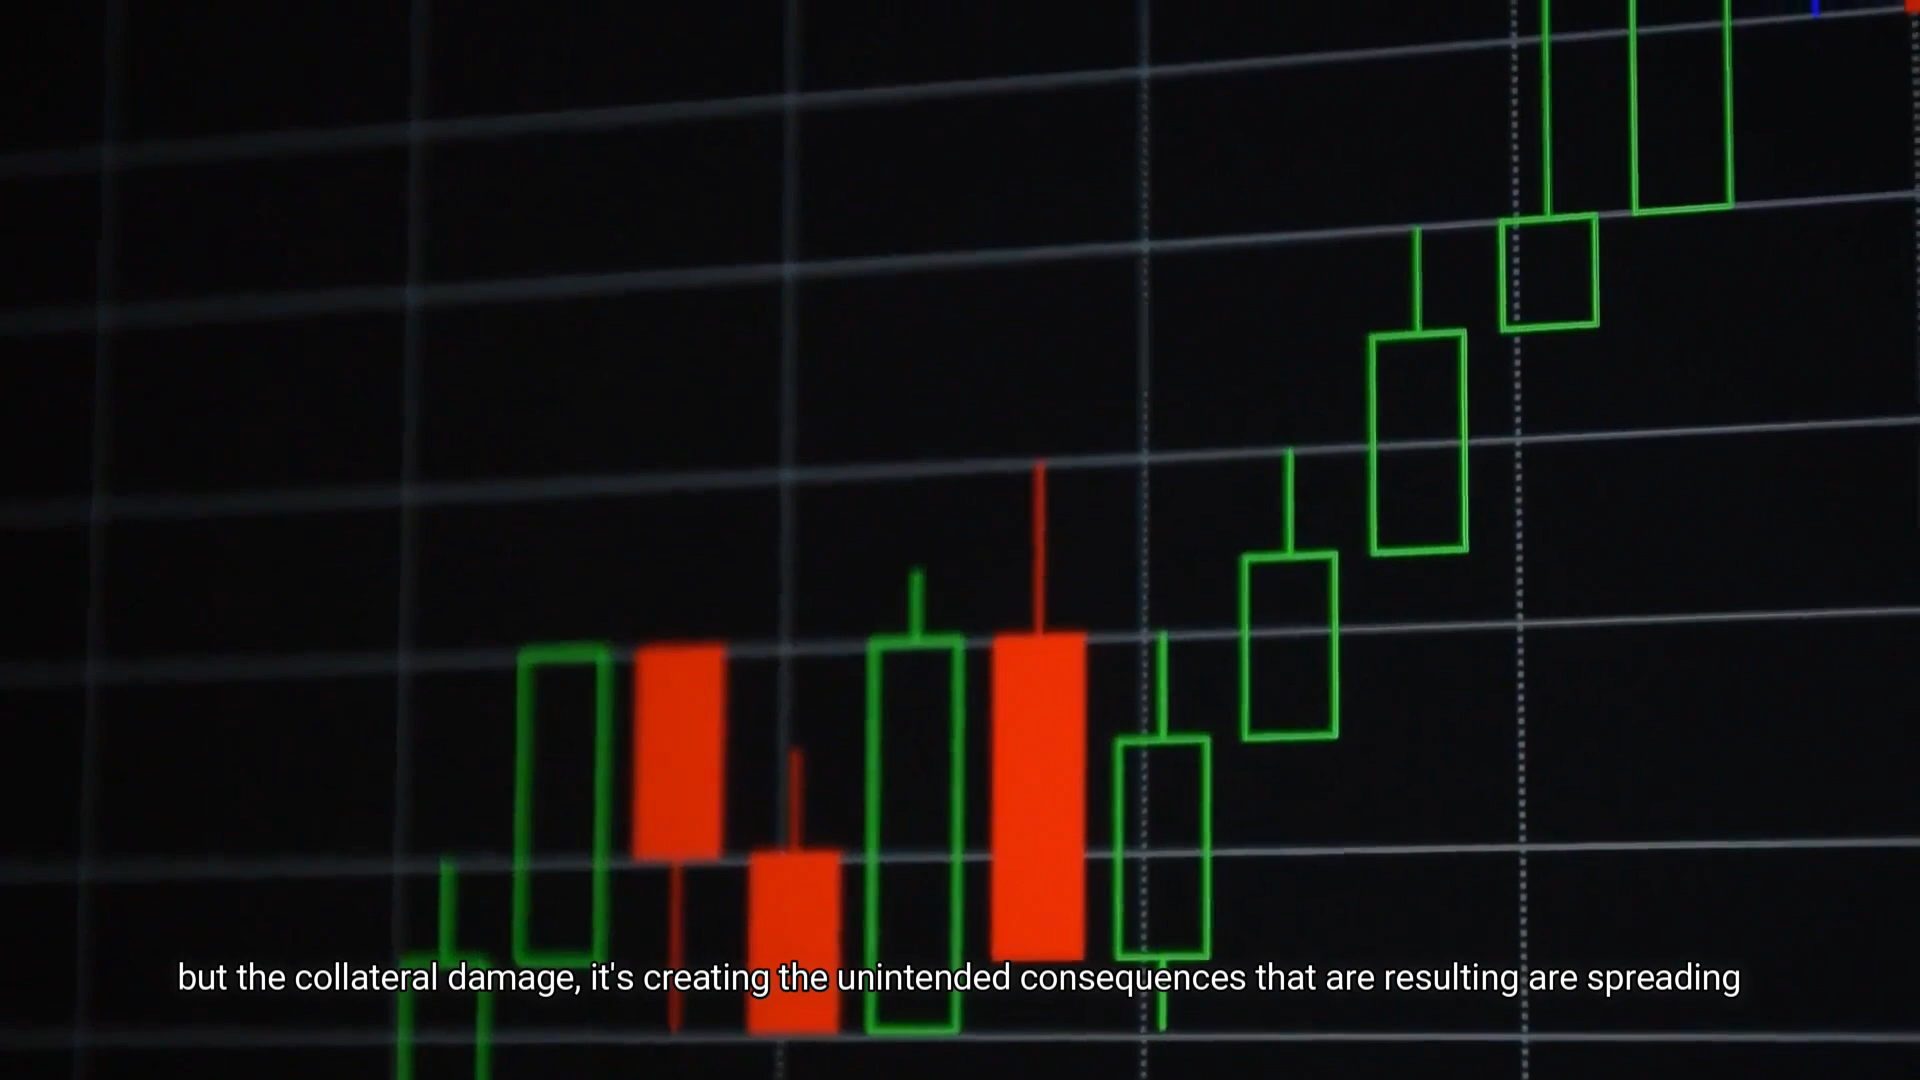 but the collateral damage, it's creating the unintended consequences that are resulting are spreading